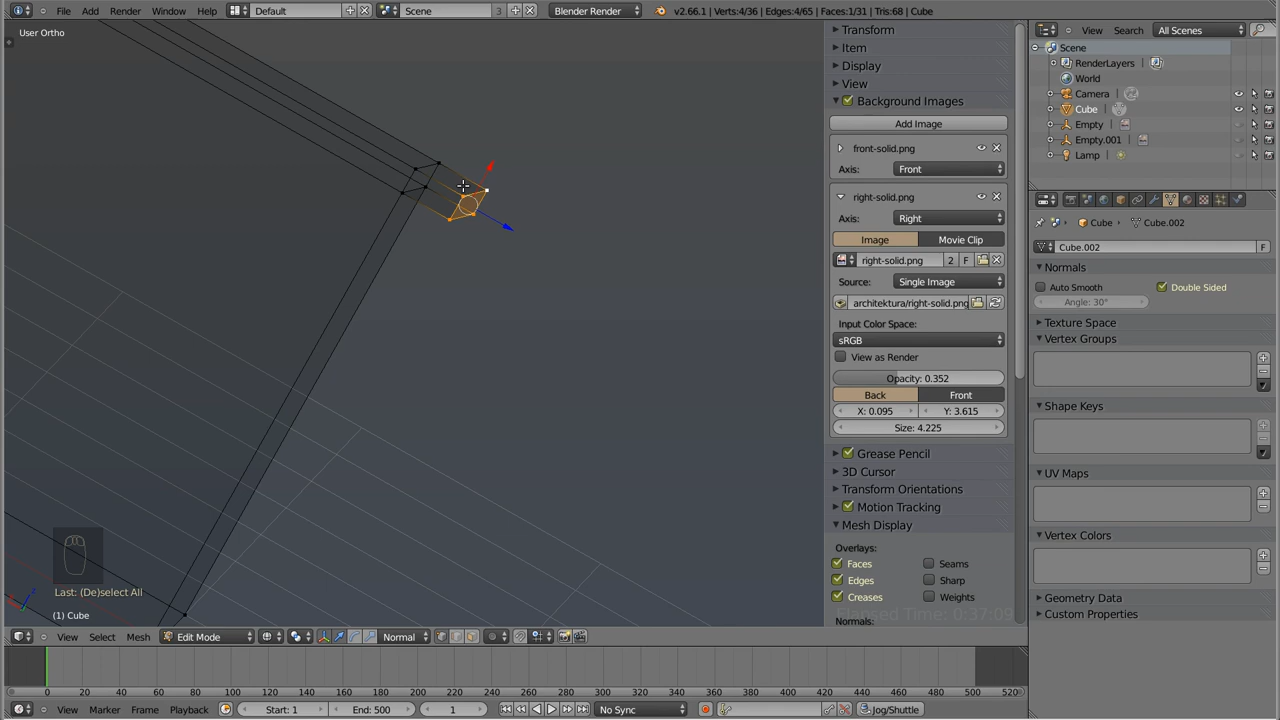 File Add Render Window Help Default Scene 3 Blender Render v2.66.1 | Verts:4/36 | Edges:4/65 | Faces:1/31 | Tris:68 | Cube
User Ortho
Last: (De)select All
(1) Cube
Transform
Item
Display
View
Background Images
Add Image
front-solid.png
Axis: Front
right-solid.png
Axis: Right
Image Movie Clip
right-solid.png 2 F
Source: Single Image
architektura/right-solid.png
Input Color Space:
sRGB
View as Render
Opacity: 0.352
Back Front
X: 0.095 Y: 3.615
Size: 4.225
Grease Pencil
3D Cursor
Transform Orientations
Motion Tracking
Mesh Display
Overlays:
Faces Seams
Edges Sharp
Creases Weights
Elapsed Time: 0:37:09
Normals:
View Select Mesh Edit Mode Normal
0 20 40 60 80 100 120 140 160 180 200 220 240 260 280 300 320 340 360 380 400 420 440 460 480 500 520
View Marker Frame Playback Start: 1 End: 500 1 No Sync Jog/Shuttle
View Search All Scenes
Scene
RenderLayers
World
Camera
Cube
Empty
Empty.001
Lamp
Cube Cube.002
Cube.002 F
Normals
Auto Smooth Double Sided
Angle: 30°
Texture Space
Vertex Groups
Shape Keys
UV Maps
Vertex Colors
Geometry Data
Custom Properties